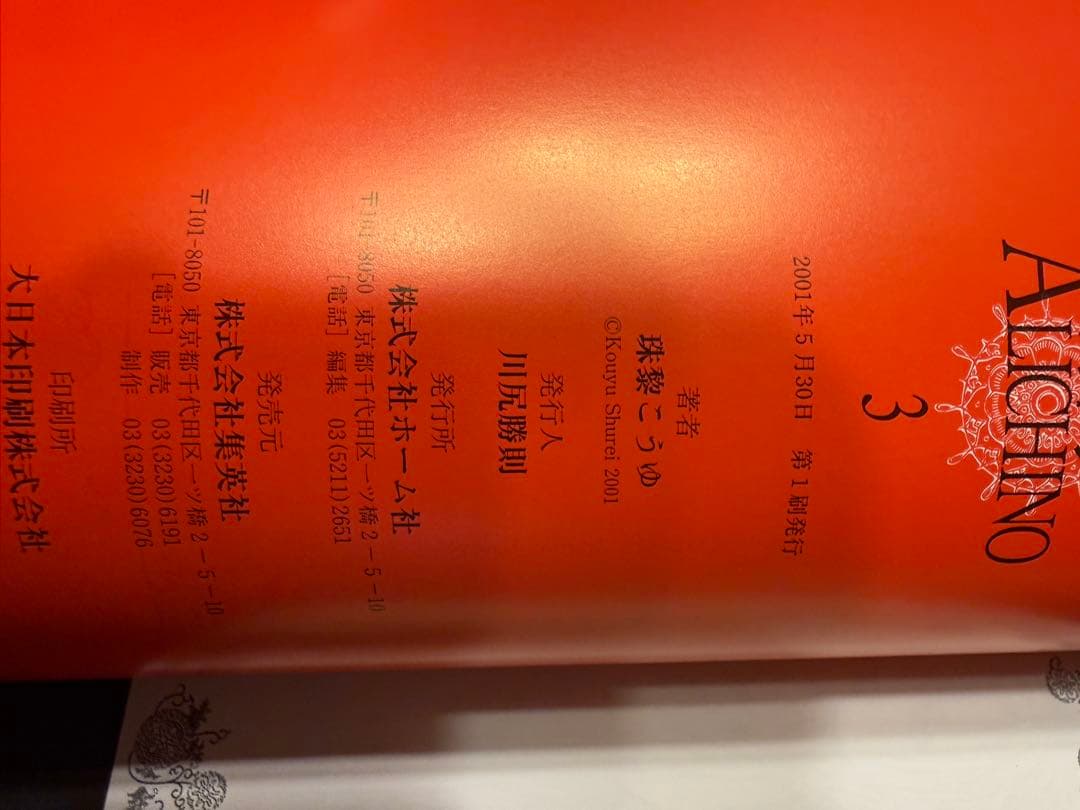 ALICHINO
3
2001年5月30日　第1刷発行
著者
珠黎こうゆ
©Kouyu Shurei 2001
発行人
川尻勝則
発行所
株式会社ホーム社
〒101-8050 東京都千代田区一ツ橋2-5-10
[電話] 編集 03(5211)2651
発売元
株式会社集英社
〒101-8050 東京都千代田区一ツ橋2-5-10
[電話] 販売 03(3230)6191
制作 03(3230)6076
印刷所
大日本印刷株式会社